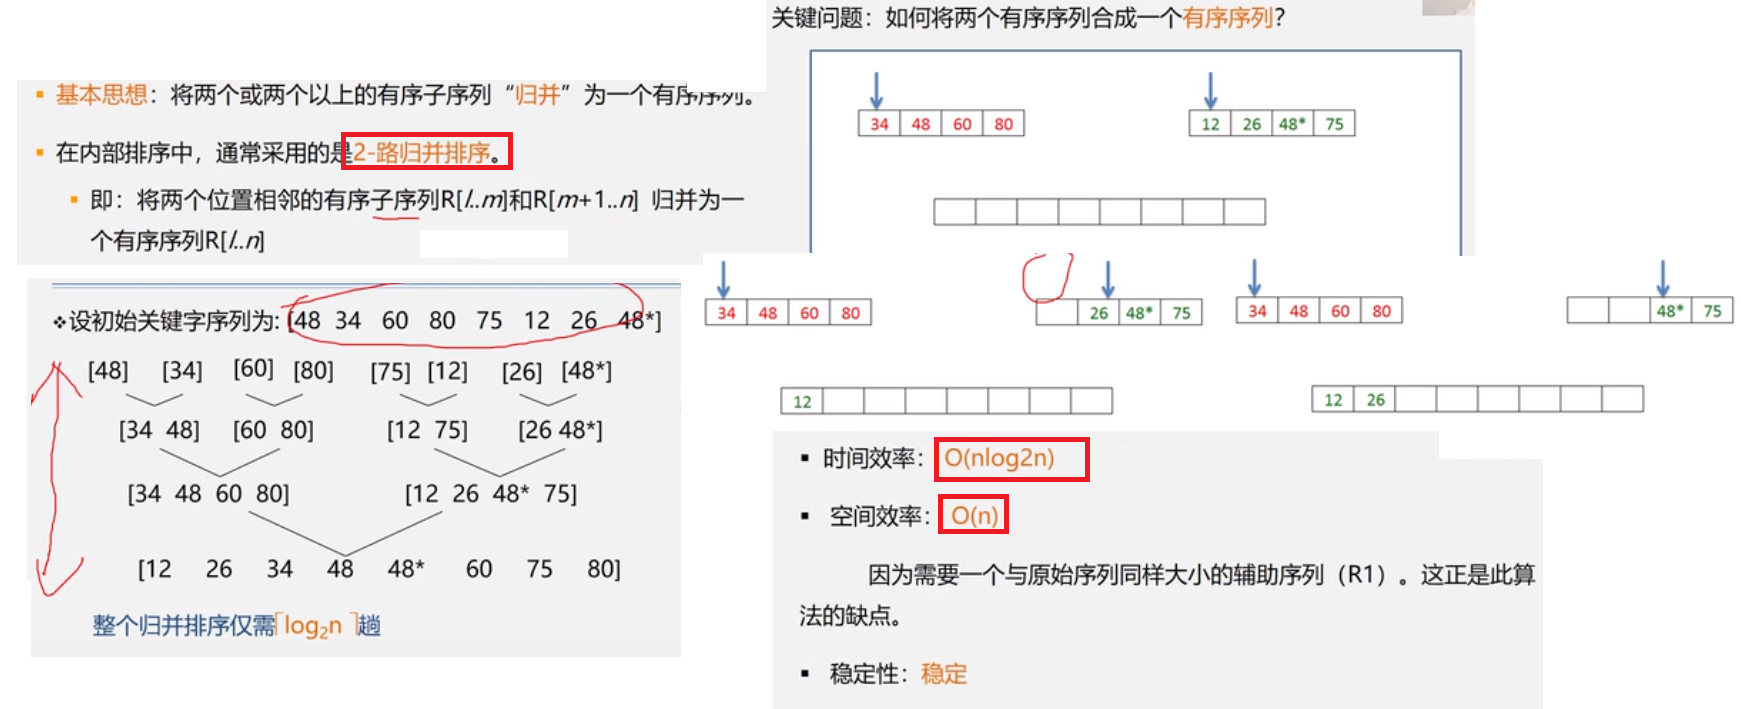 ▪ 基本思想：将两个或两个以上的有序子序列“归并”为一个有序序列。
▪ 在内部排序中，通常采用的是2-路归并排序。
▪ 即：将两个位置相邻的有序子序列R[l..m]和R[m+1..n] 归并为一
个有序序列R[l..n]
❖设初始关键字序列为: [48 34 60 80 75 12 26 48*]
[48] [34] [60] [80] [75] [12] [26] [48*]
[34 48] [60 80] [12 75] [26 48*]
[34 48 60 80] [12 26 48* 75]
[12 26 34 48 48* 60 75 80]
整个归并排序仅需「log₂n ⌉趟
关键问题：如何将两个有序序列合成一个有序序列?
34 48 60 80 12 26 48* 75
34 48 60 80 26 48* 75 34 48 60 80 48* 75
12 12 26
▪ 时间效率：O(nlog2n)
▪ 空间效率：O(n)
因为需要一个与原始序列同样大小的辅助序列（R1）。这正是此算
法的缺点。
▪ 稳定性：稳定